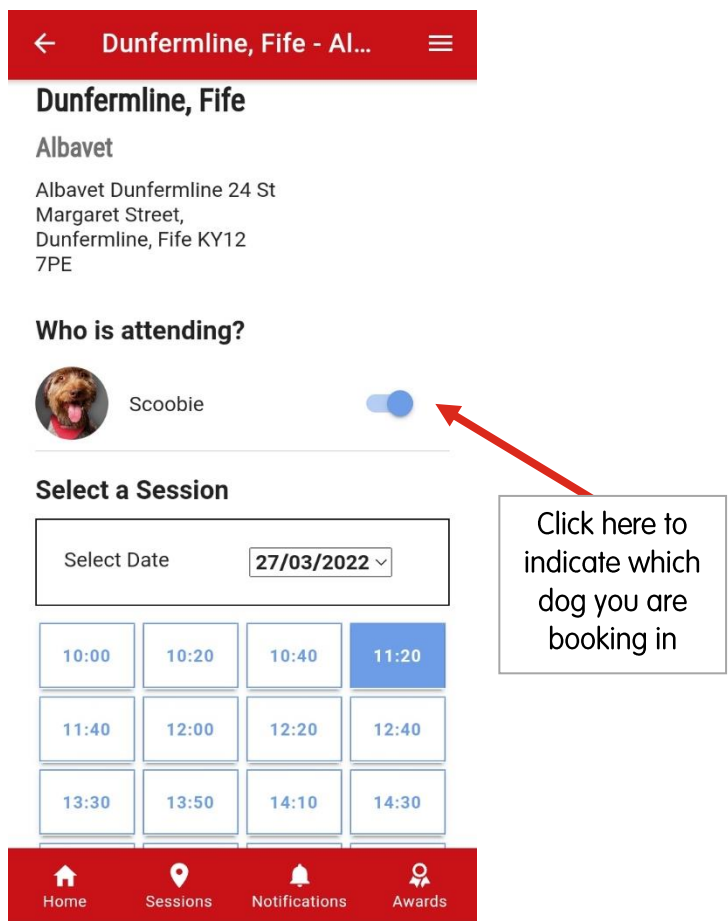 Dunfermline, Fife - Al...
Dunfermline, Fife
Albavet
Albavet Dunfermline 24 St
Margaret Street,
Dunfermline, Fife KY12
7PE
Who is attending?
Scoobie
Select a Session
Select Date 27/03/2022
10:00 10:20 10:40 11:20
11:40 12:00 12:20 12:40
13:30 13:50 14:10 14:30
Home Sessions Notifications Awards
Click here to
indicate which
dog you are
booking in